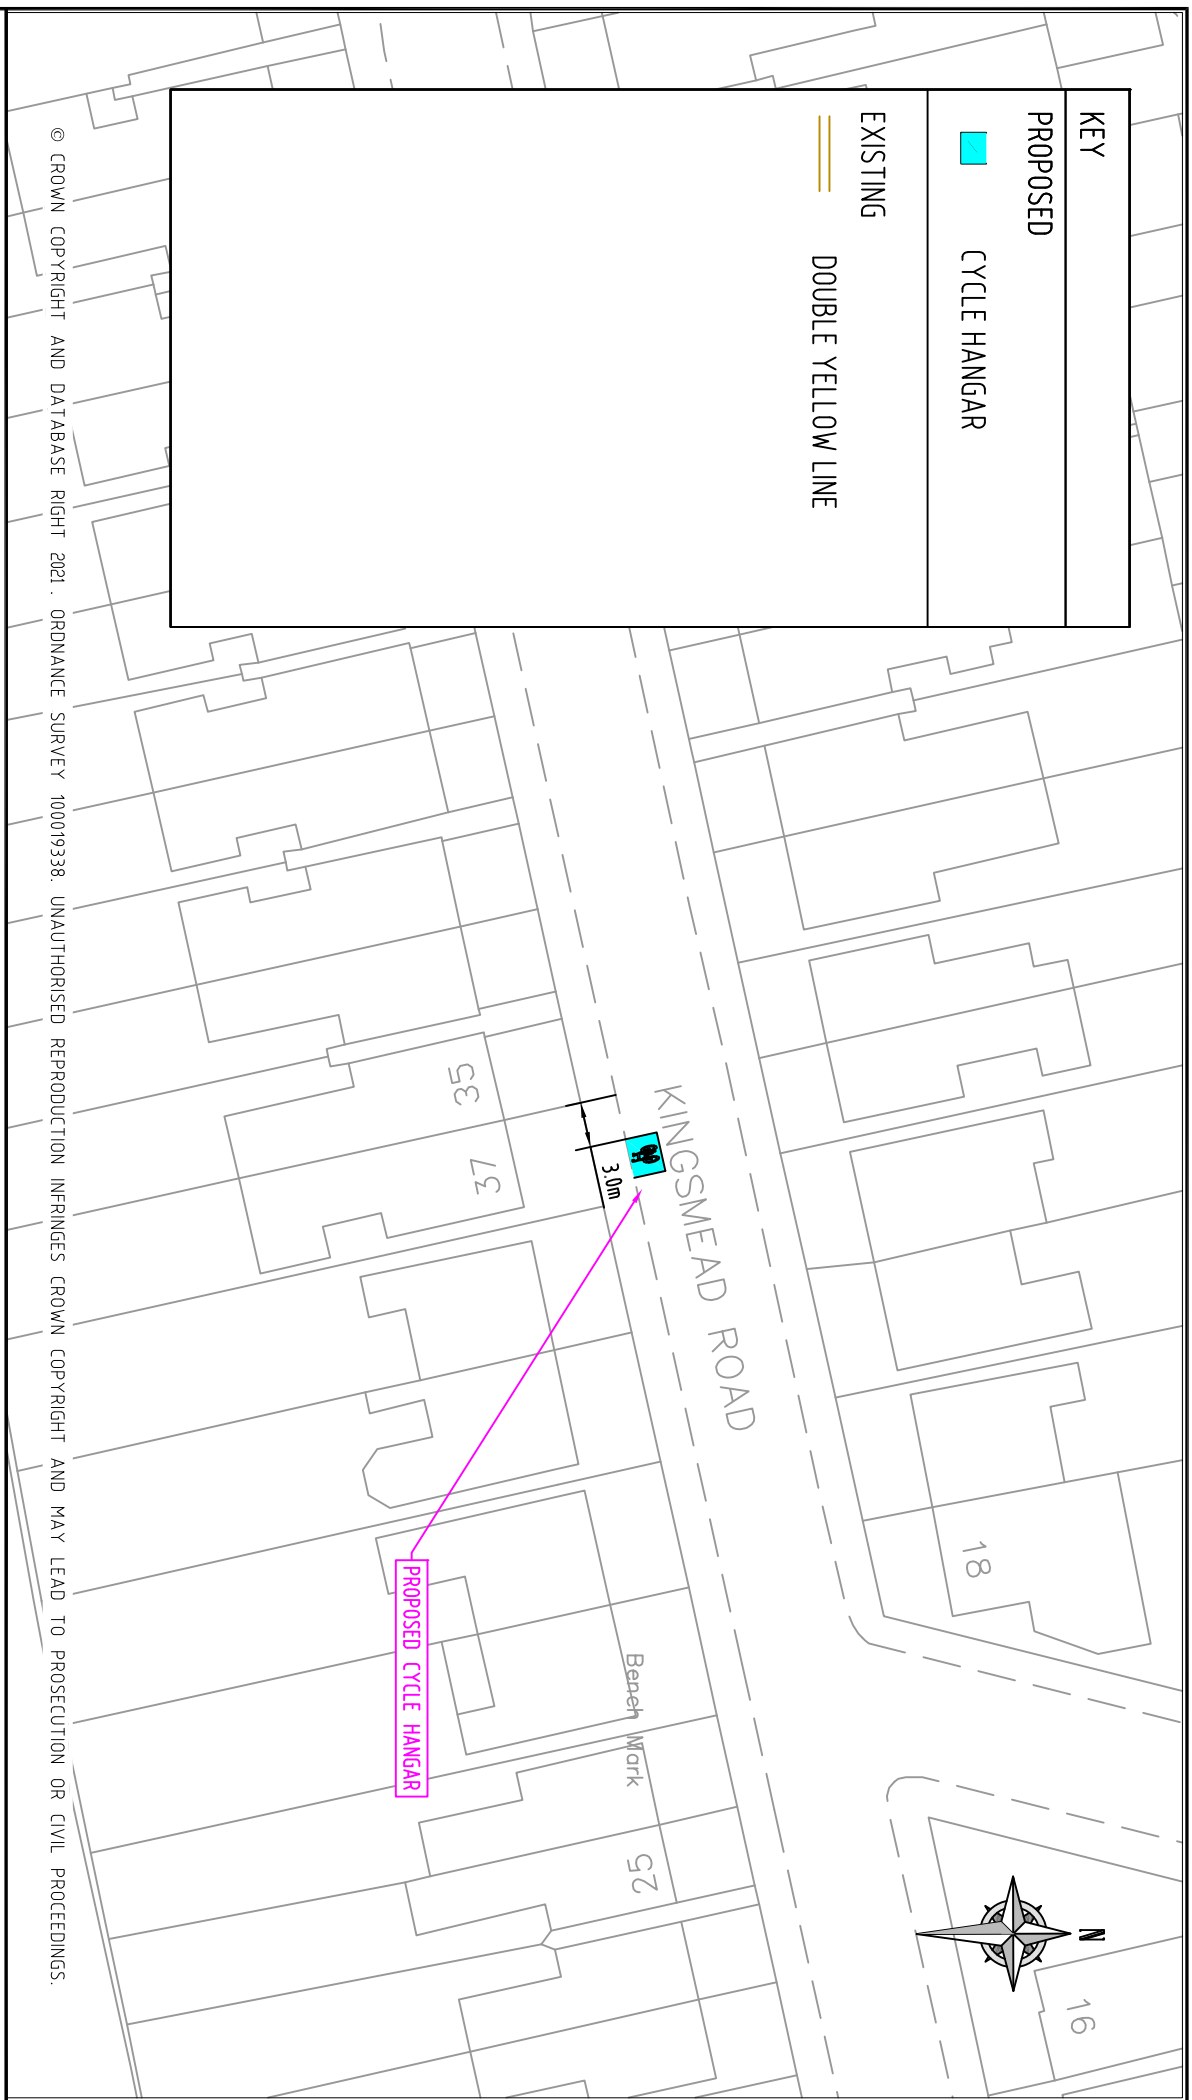 KEY
PROPOSED
CYCLE HANGAR
EXISTING
DOUBLE YELLOW LINE
N
16
18
KINGSMEAD ROAD
3.0m
35
37
Bench Mark
25
PROPOSED CYCLE HANGAR
© CROWN COPYRIGHT AND DATABASE RIGHT 2021. ORDNANCE SURVEY 100019338. UNAUTHORISED REPRODUCTION INFRINGES CROWN COPYRIGHT AND MAY LEAD TO PROSECUTION OR CIVIL PROCEEDINGS.